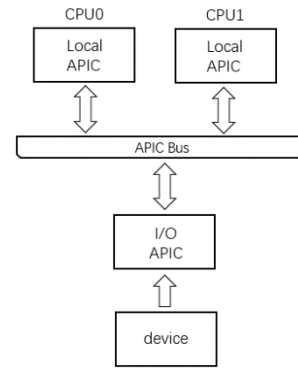 CPU0 CPU1
Local Local
APIC APIC
APIC Bus
I/O
APIC
device